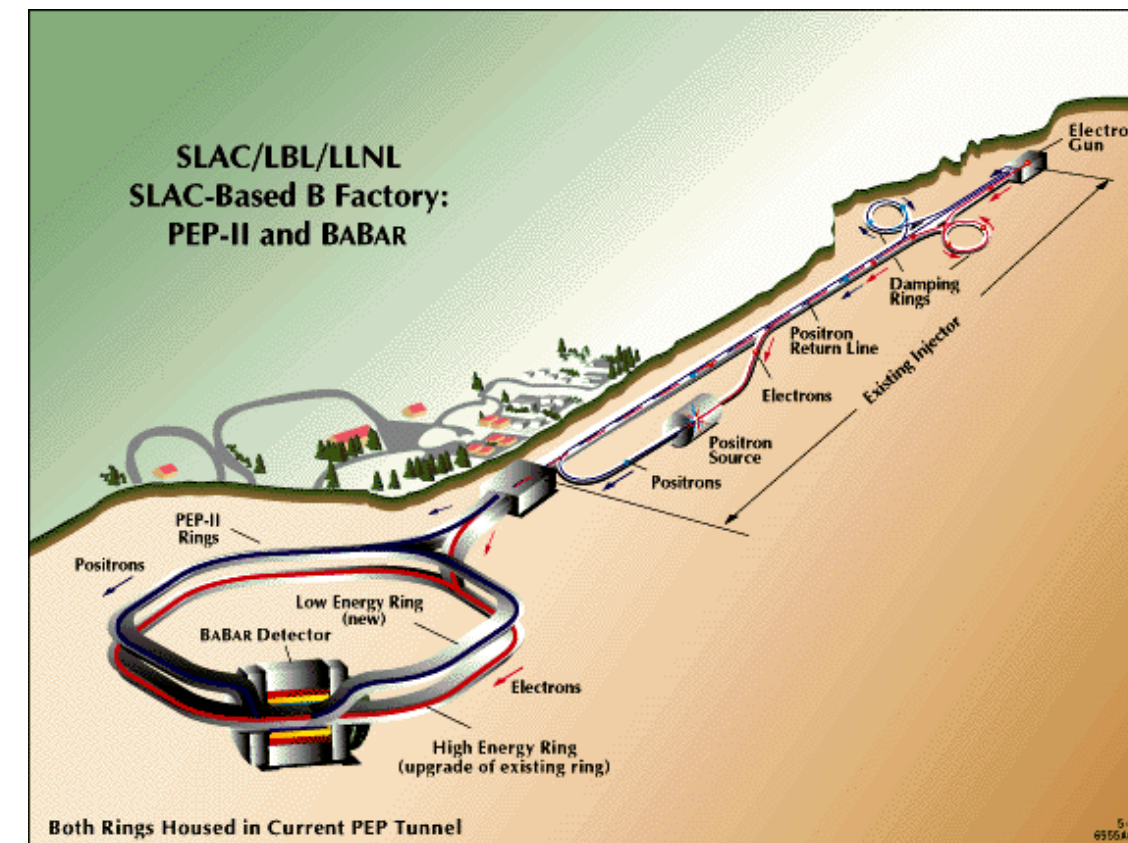 SLAC/LBL/LLNL
SLAC-Based B Factory:
PEP-II and BABAR
Electro
Gun
Damping
Rings
Positron
Return Line
Existing Injector
Electrons
Positron
Source
Positrons
PEP-II
Rings
Positrons
Low Energy Ring
(new)
BABAR Detector
Electrons
High Energy Ring
(upgrade of existing ring)
Both Rings Housed in Current PEP Tunnel